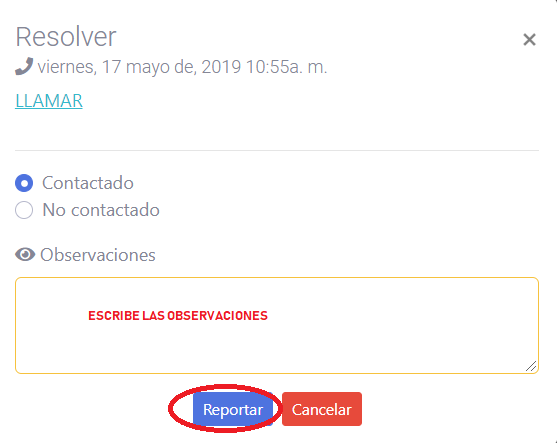 Resolver
viernes, 17 mayo de, 2019 10:55a. m.
LLAMAR
Contactado
No contactado
Observaciones
ESCRIBE LAS OBSERVACIONES
Reportar Cancelar